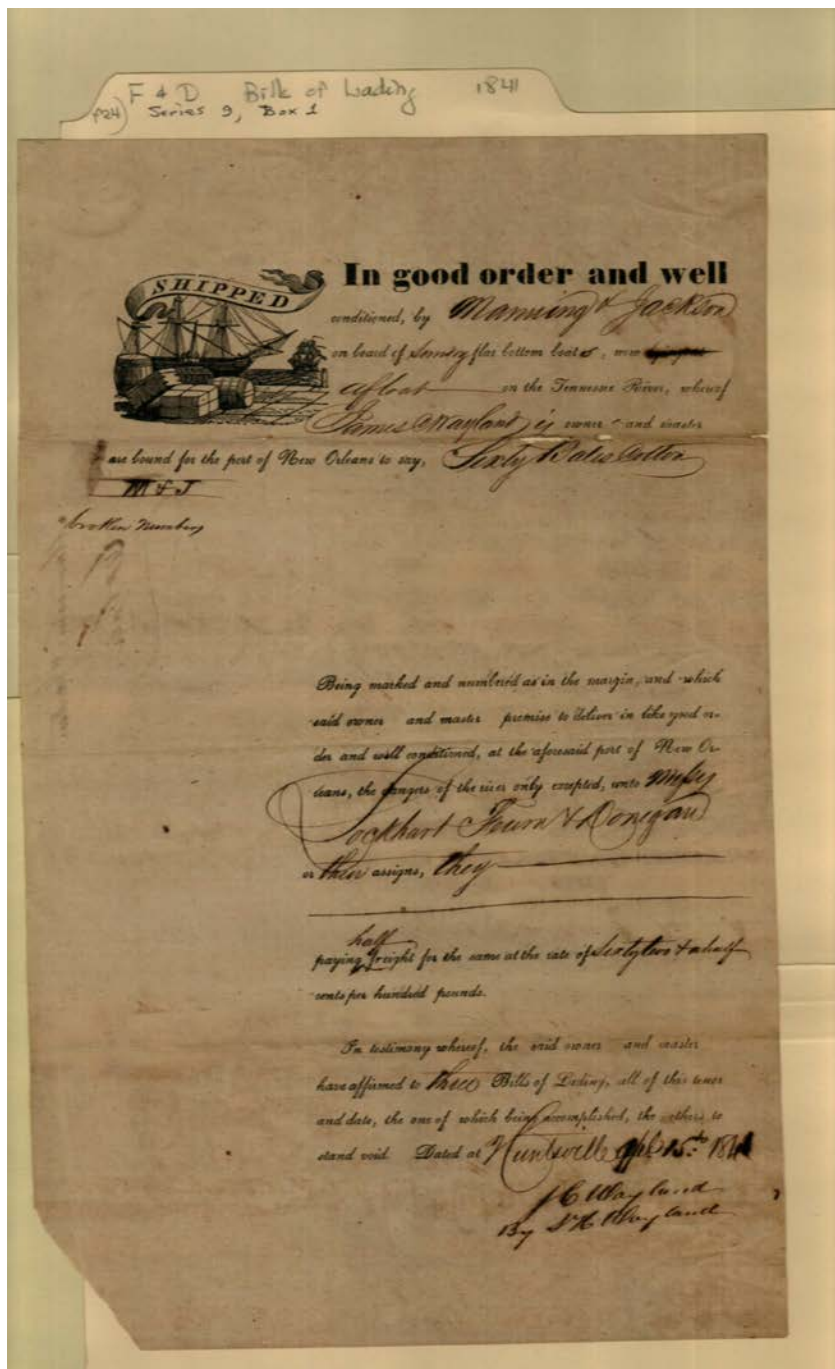 F & D Bill of Lading 1841
P24) Series 9, Box 1
SHIPPED
In good order and well
conditioned, by Manning & Jackson
on board of flat bottom boats, now
afloat on the Tennessee River, whereof
James Wayland is owner and master
are bound for the port of New Orleans to say, Sixty Bales Cotton
M & J
broken Numbers
Being marked and numbered as in the margin, and which
said owner and master promise to deliver in like good or-
der and well conditioned, at the aforesaid port of New Or-
leans, the dangers of the river only excepted, unto Messrs
Lockhart Fearn & Donegan
or their assigns, they
half
paying freight for the same at the rate of Sixty two & a half
cents per hundred pounds.
In testimony whereof, the said owner and master
have affirmed to three Bills of Lading, all of this tenor
and date, the one of which being accomplished, the others to
stand void. Dated at Huntsville Apl 15th 1841
J C Wayland
By Wayland